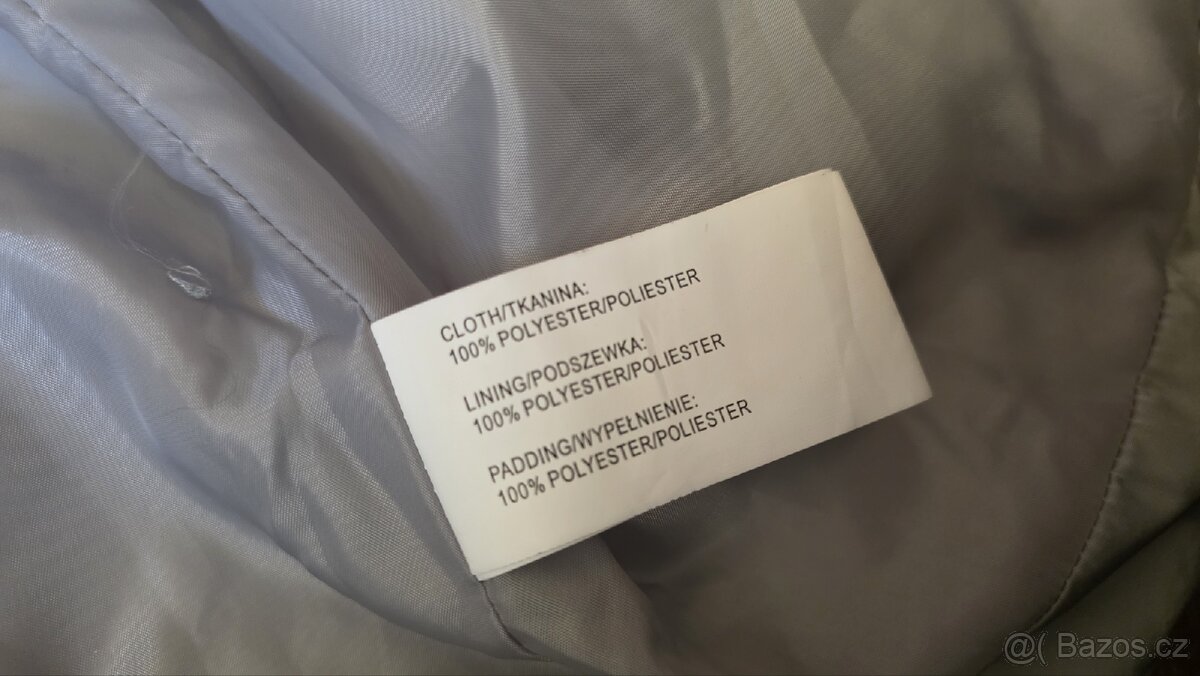 CLOTH/TKANINA:
100% POLYESTER/POLIESTER
LINING/PODSZEWKA:
100% POLYESTER/POLIESTER
PADDING/WYPEŁNIENIE:
100% POLYESTER/POLIESTER
@( Bazos.cz